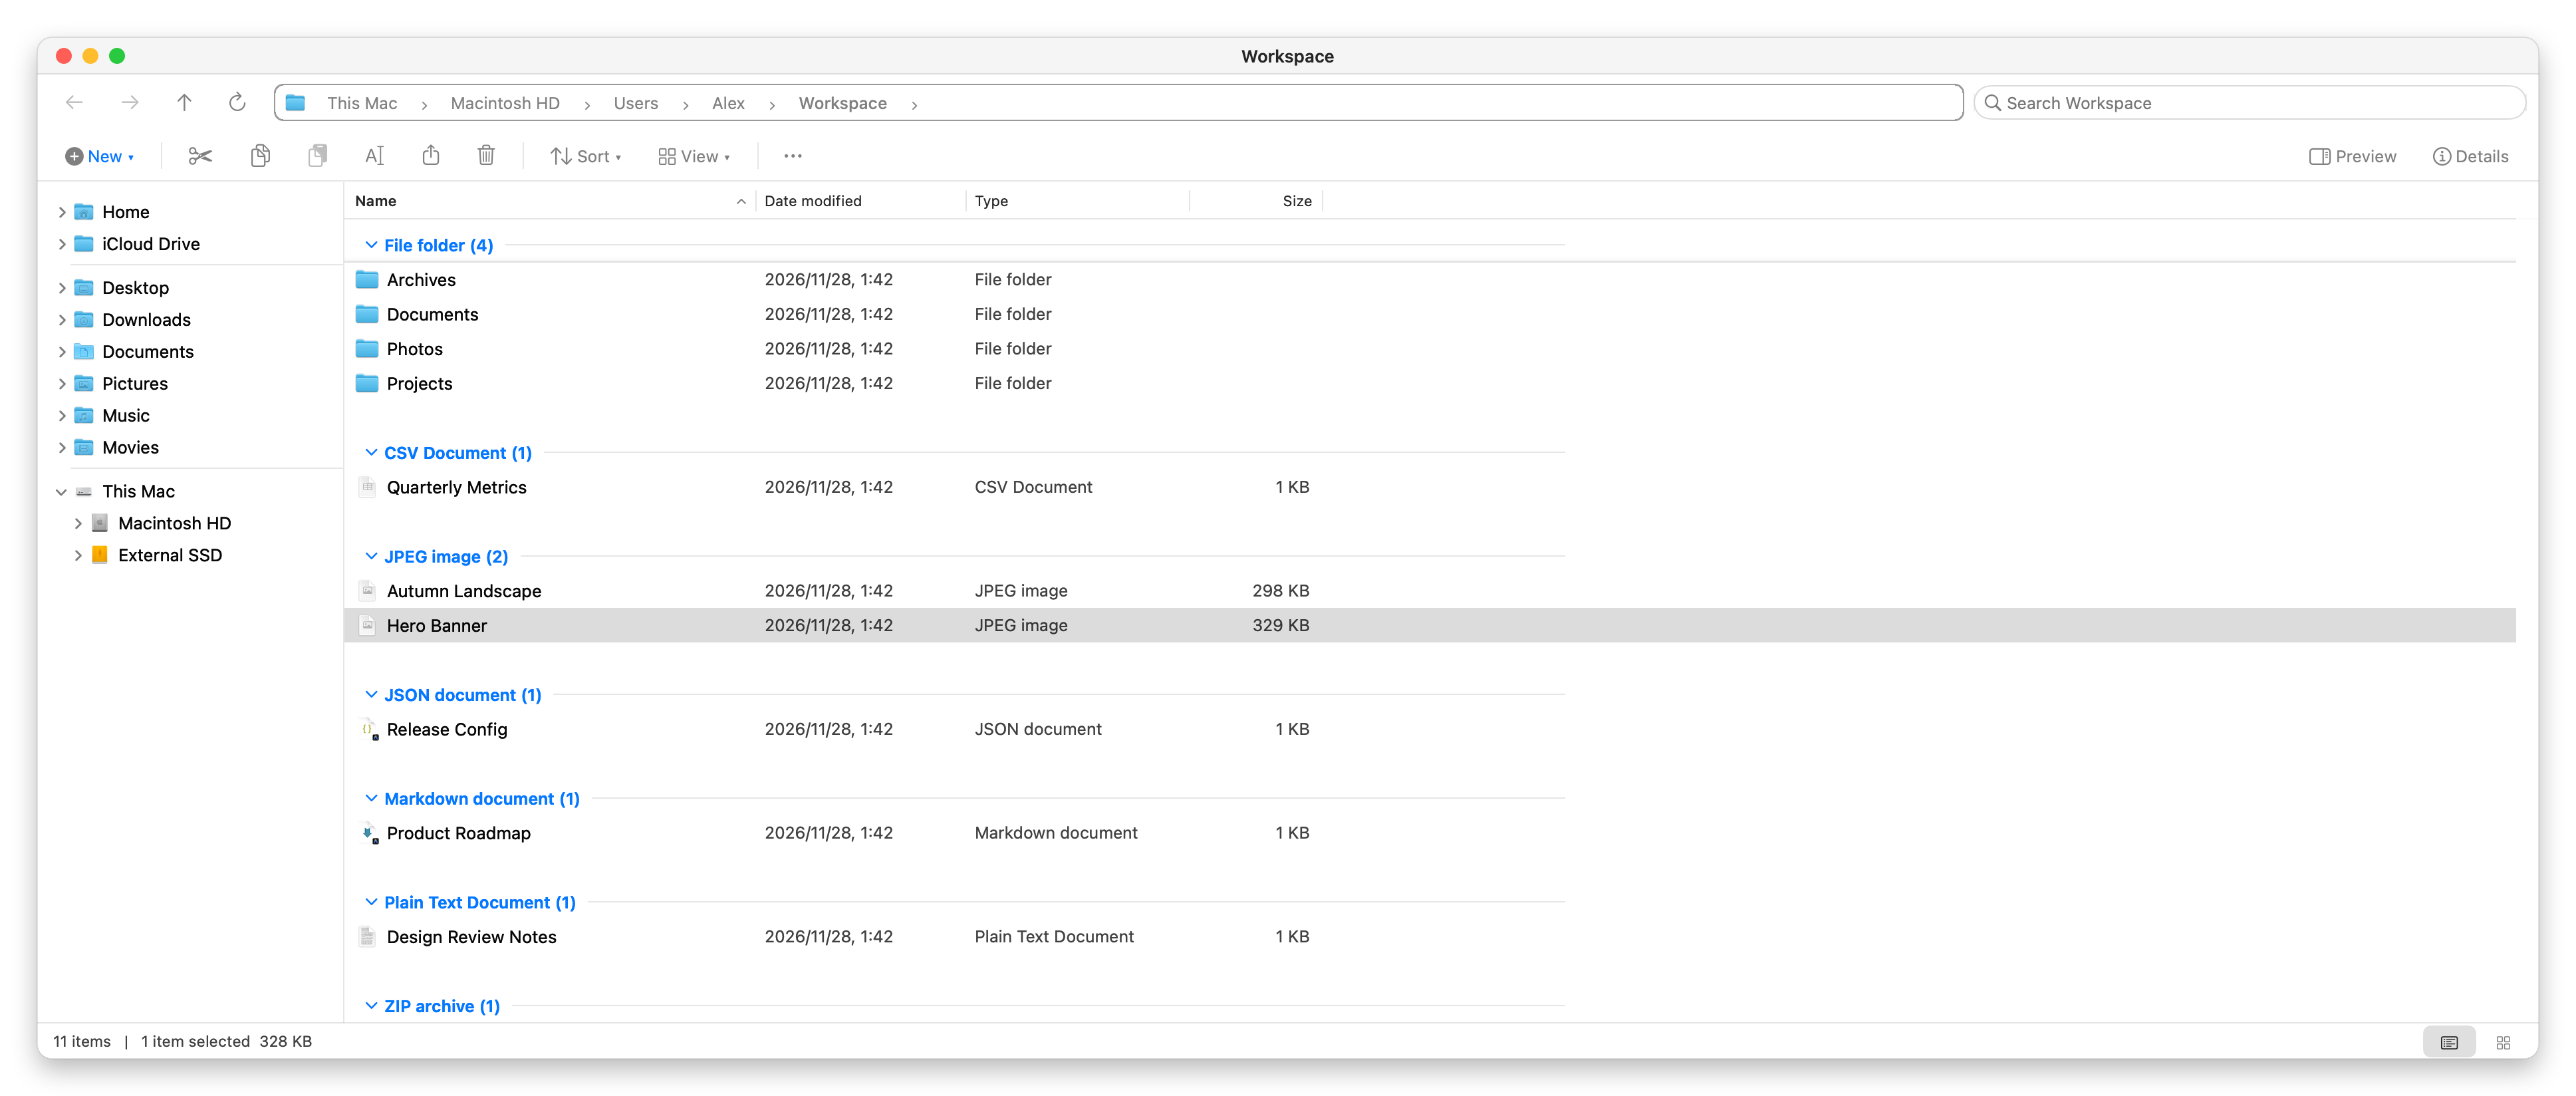 Workspace
This Mac > Macintosh HD > Users > Alex > Workspace >
Search Workspace
New
Sort
View
Preview
Details
Home
iCloud Drive
Desktop
Downloads
Documents
Pictures
Music
Movies
This Mac
Macintosh HD
External SSD
Name Date modified Type Size
File folder (4)
Archives 2026/11/28, 1:42 File folder
Documents 2026/11/28, 1:42 File folder
Photos 2026/11/28, 1:42 File folder
Projects 2026/11/28, 1:42 File folder
CSV Document (1)
Quarterly Metrics 2026/11/28, 1:42 CSV Document 1 KB
JPEG image (2)
Autumn Landscape 2026/11/28, 1:42 JPEG image 298 KB
Hero Banner 2026/11/28, 1:42 JPEG image 329 KB
JSON document (1)
Release Config 2026/11/28, 1:42 JSON document 1 KB
Markdown document (1)
Product Roadmap 2026/11/28, 1:42 Markdown document 1 KB
Plain Text Document (1)
Design Review Notes 2026/11/28, 1:42 Plain Text Document 1 KB
ZIP archive (1)
11 items | 1 item selected 328 KB